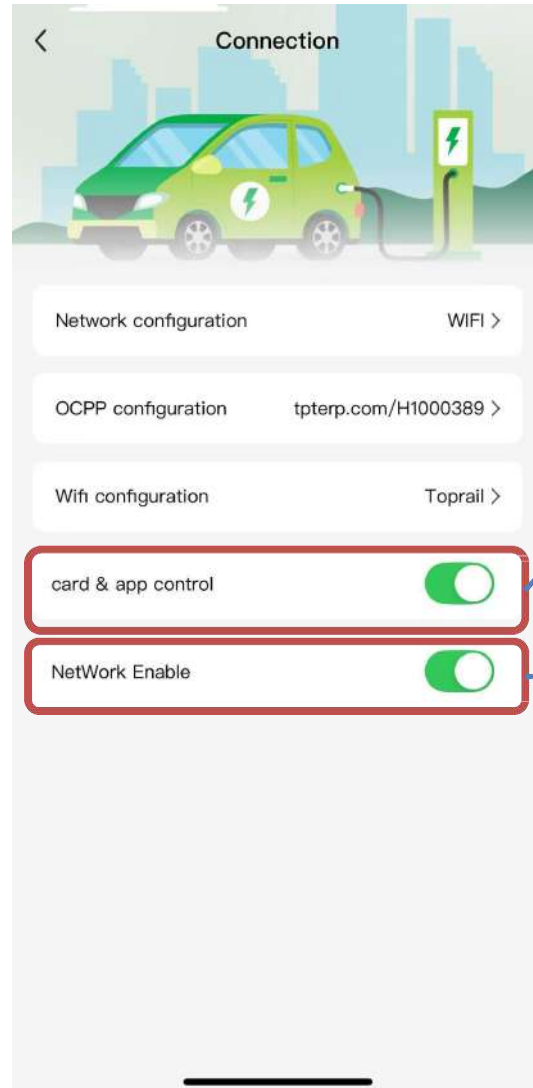 Connection
Network configuration WIFI >
OCPP configuration tpterp.com/H1000389 >
Wifi configuration Toprail >
card & app control
NetWork Enable